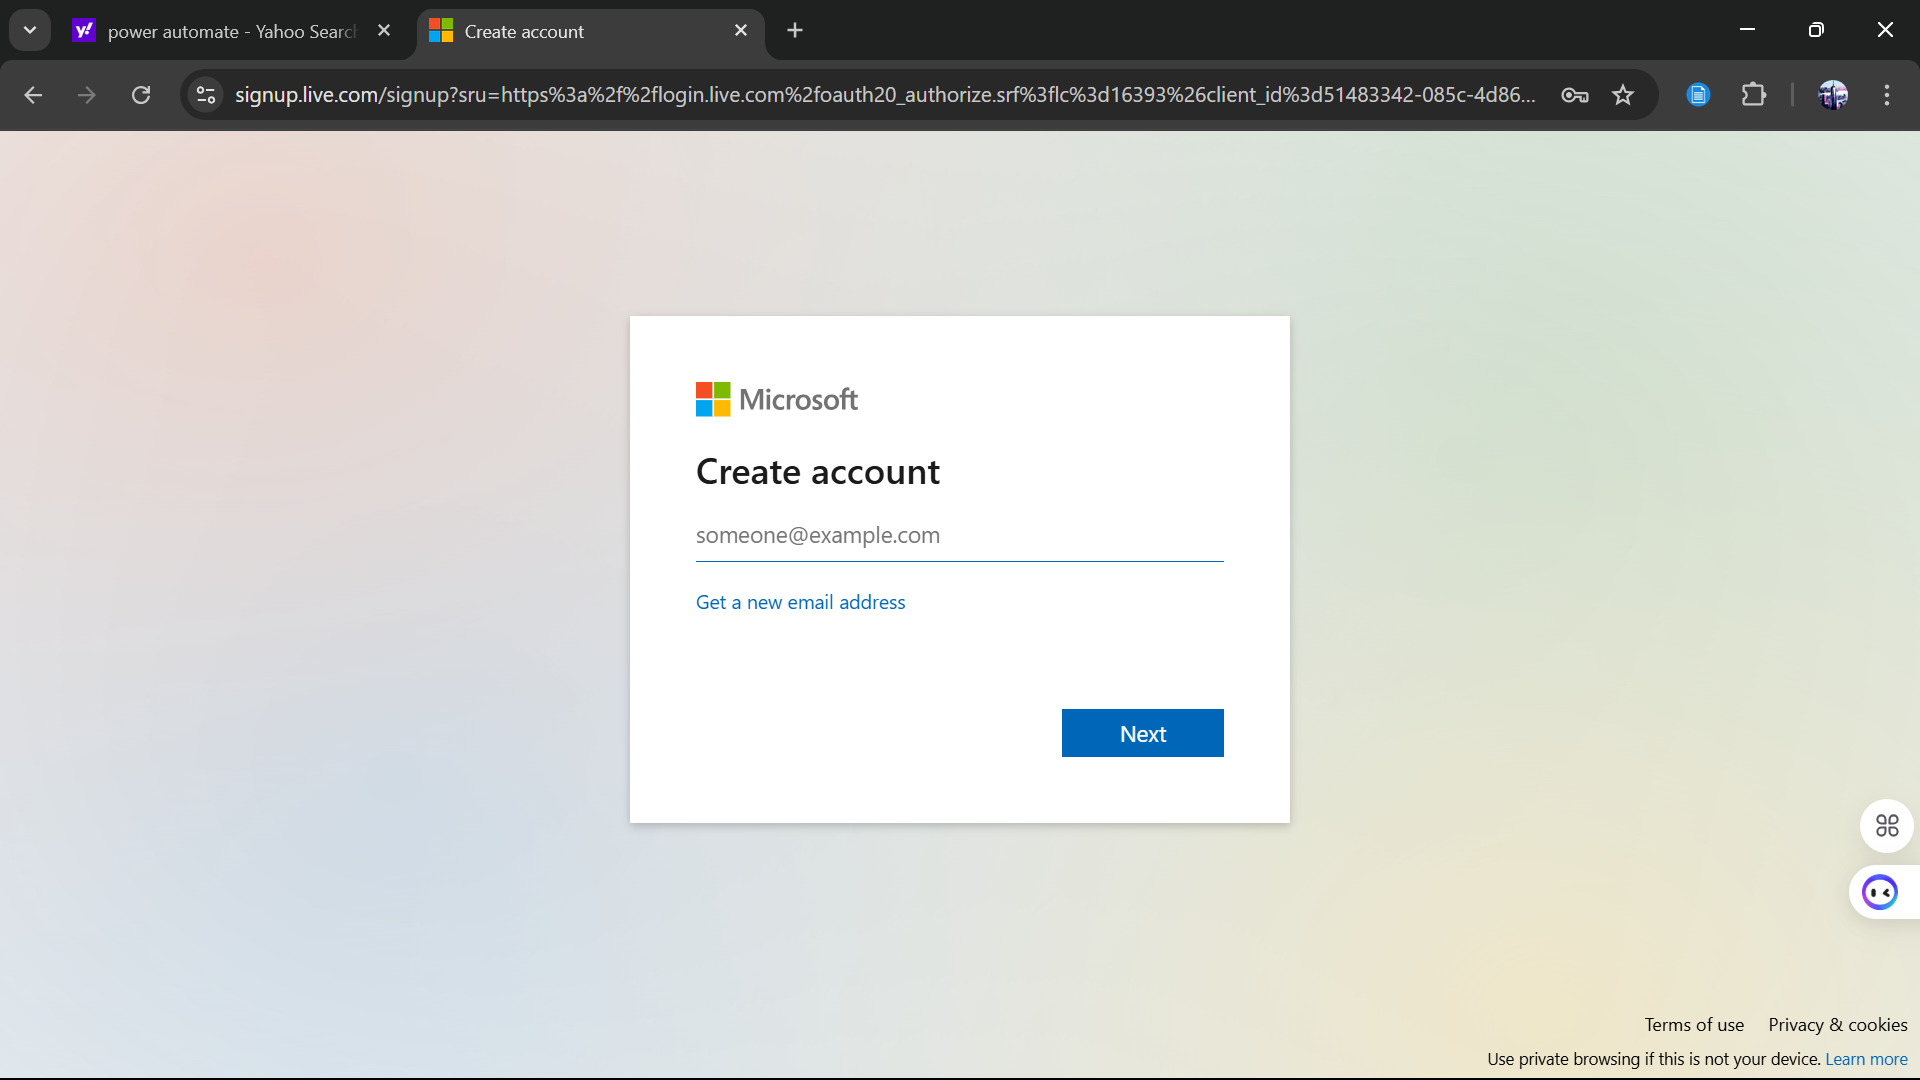 power automate - Yahoo Search
Create account
signup.live.com/signup?sru=https%3a%2f%2flogin.live.com%2foauth20_authorize.srf%3flc%3d16393%26client_id%3d51483342-085c-4d86...
Microsoft
Create account
someone@example.com
Get a new email address
Next
Terms of use Privacy & cookies
Use private browsing if this is not your device. Learn more